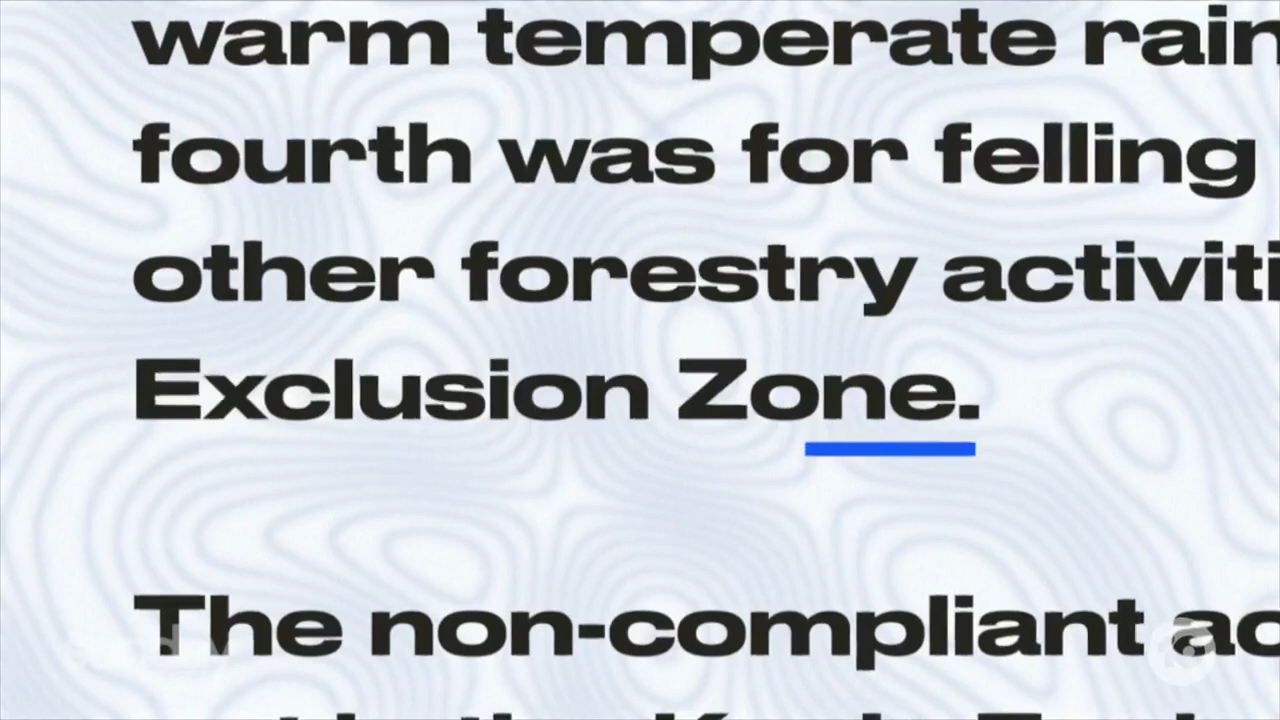 warm temperate rain
fourth was for felling
other forestry activiti
Exclusion Zone.
The non-compliant ac